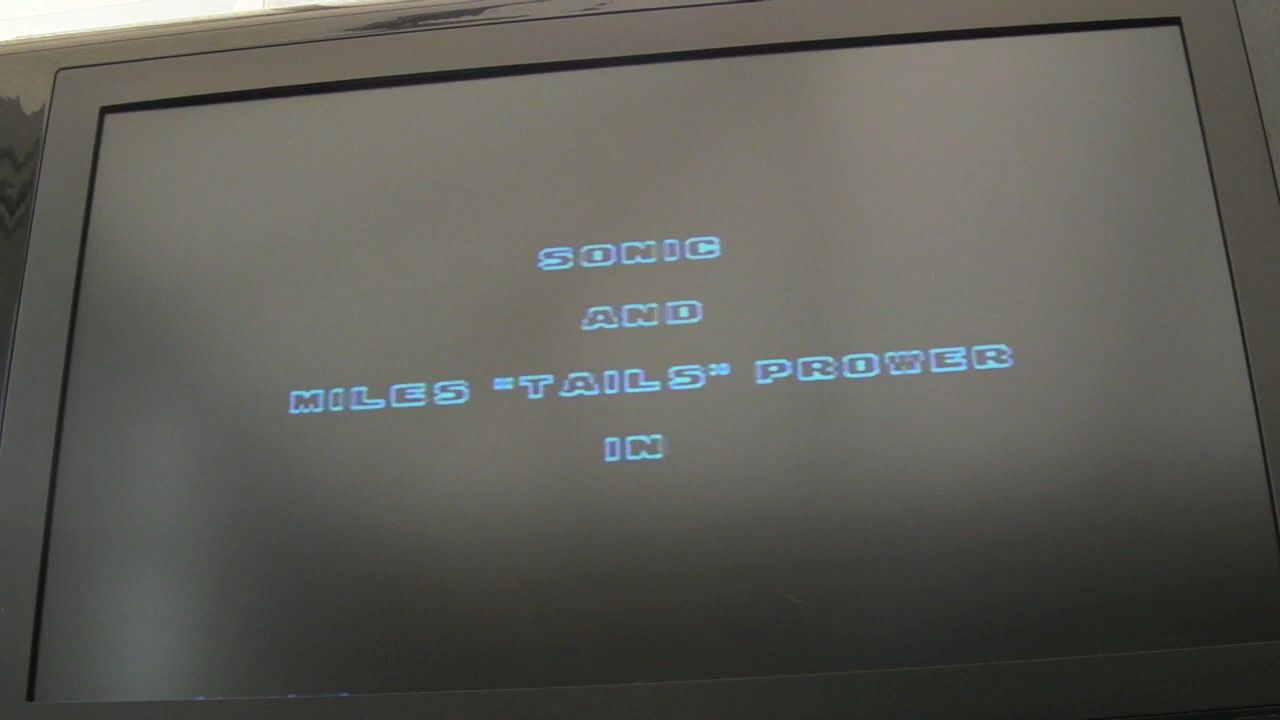 SONIC
AND
MILES "TAILS" PROWER
IN